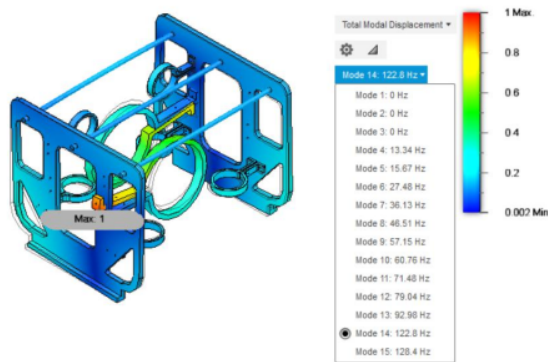 Total Modal Displacement
Mode 14: 122.8 Hz
Mode 1: 0 Hz
Mode 2: 0 Hz
Mode 3: 0 Hz
Mode 4: 13.34 Hz
Mode 5: 15.67 Hz
Mode 6: 27.48 Hz
Mode 7: 36.13 Hz
Mode 8: 46.51 Hz
Mode 9: 57.15 Hz
Mode 10: 60.76 Hz
Mode 11: 71.48 Hz
Mode 12: 79.04 Hz
Mode 13: 92.98 Hz
Mode 14: 122.8 Hz
Mode 15: 128.4 Hz
1 Max.
0.8
0.6
0.4
0.2
0.002 Min
Max: 1